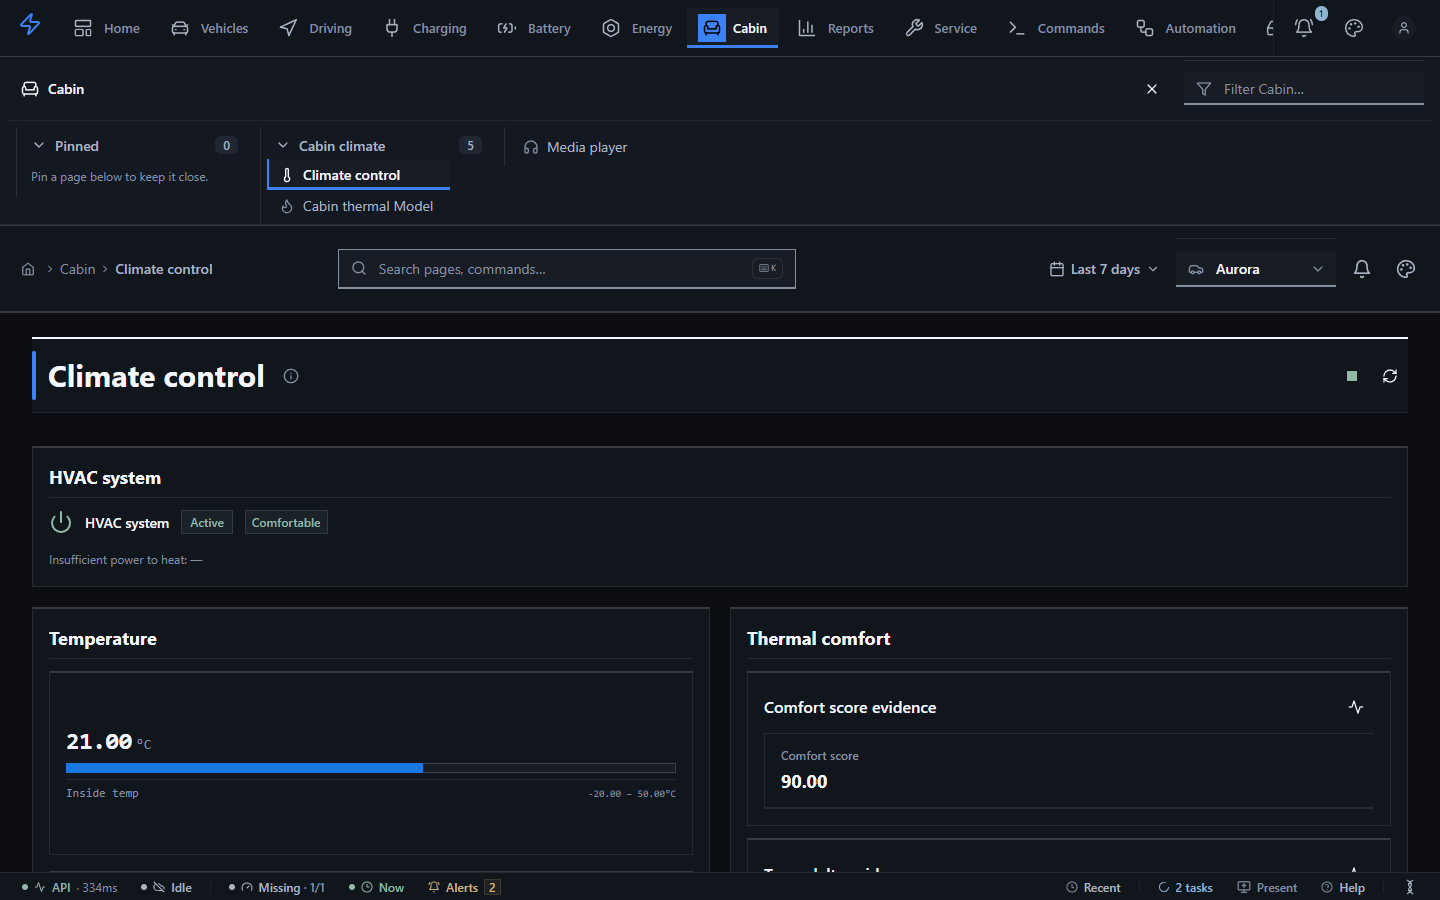 Home Vehicles Driving Charging Battery Energy Cabin Reports Service Commands Automation 1
Cabin Filter Cabin...
Pinned 0
Pin a page below to keep it close.
Cabin climate 5
Climate control
Cabin thermal Model
Media player
Cabin Climate control
Search pages, commands... K
Last 7 days
Aurora
Climate control
HVAC system
HVAC system Active Comfortable
Insufficient power to heat: —
Temperature
21.00 °C
Inside temp -20.00 – 50.00°C
Thermal comfort
Comfort score evidence
Comfort score
90.00
API · 334ms Idle Missing · 1/1 Now Alerts 2 Recent 2 tasks Present Help